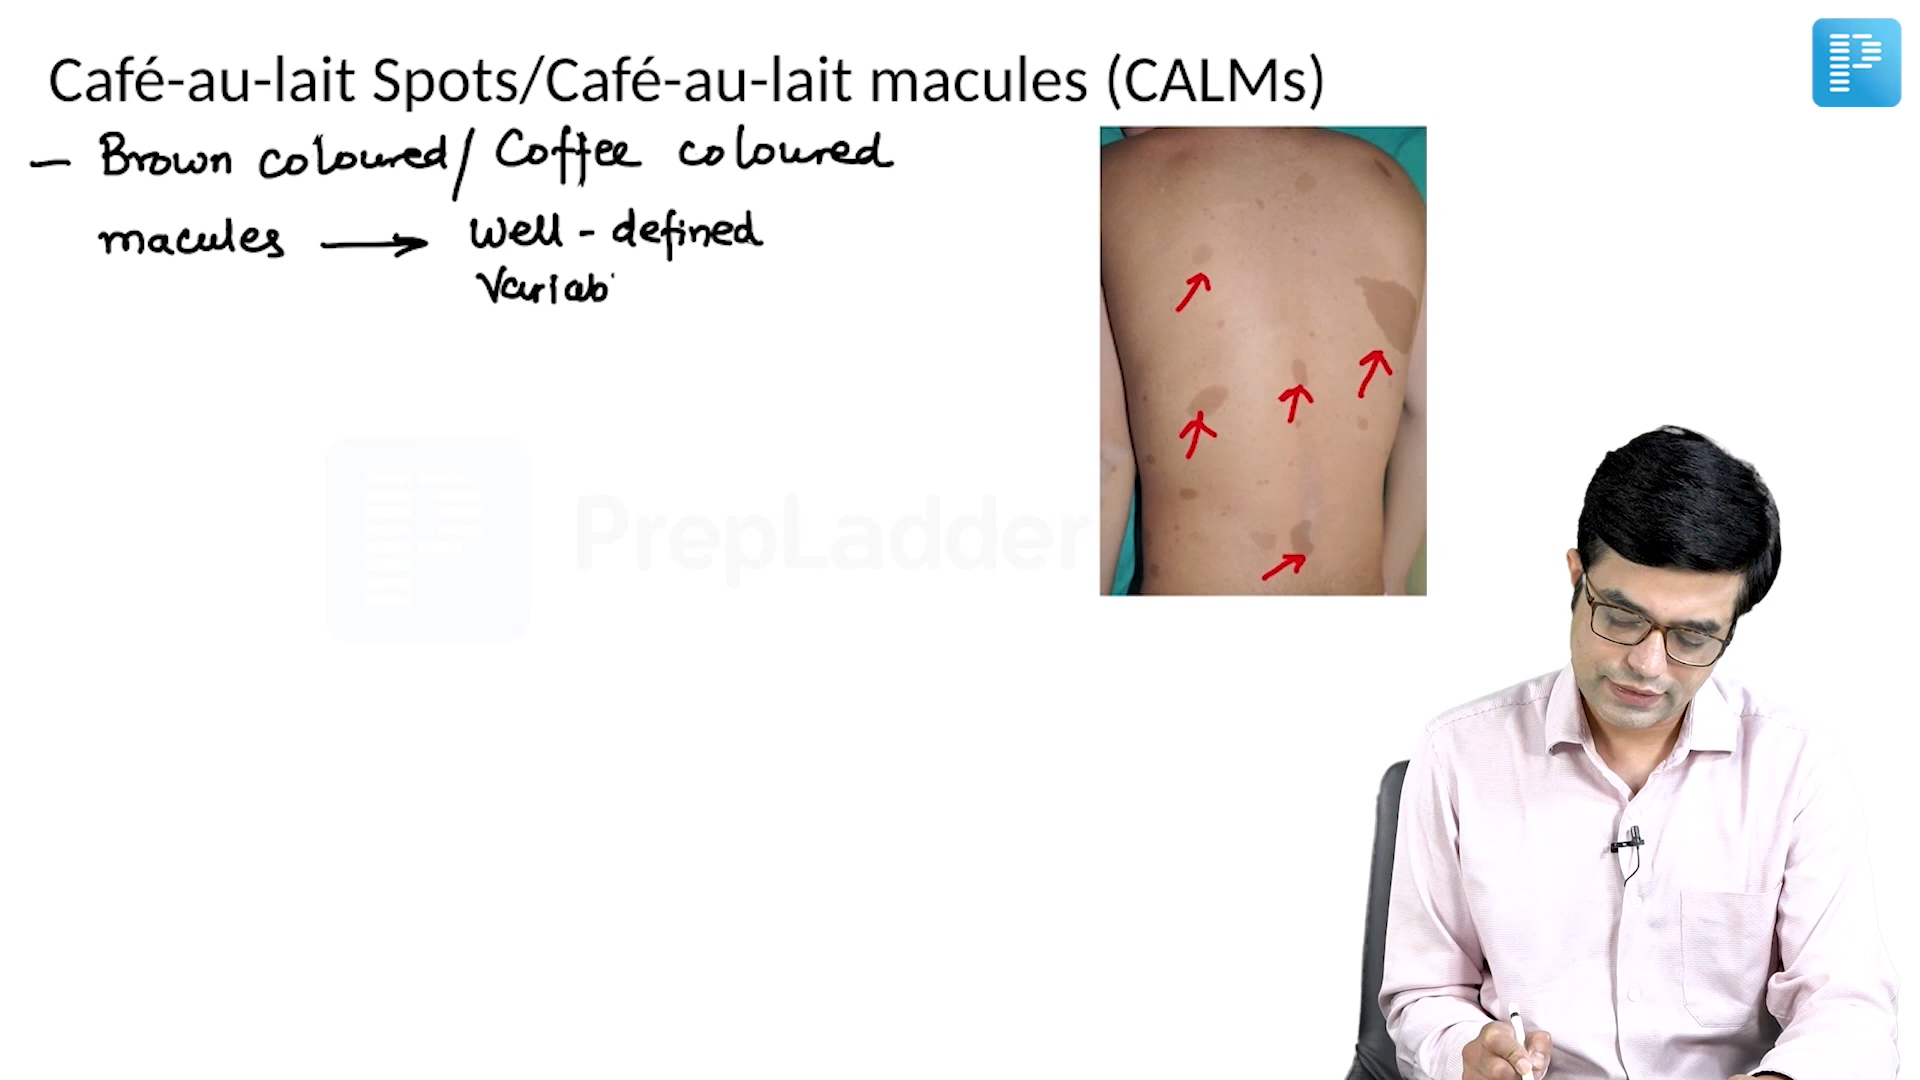 Café-au-lait Spots/Café-au-lait macules (CALMs)
– Brown coloured/ Coffee coloured
macules → Well-defined
Variab
PrepLadder